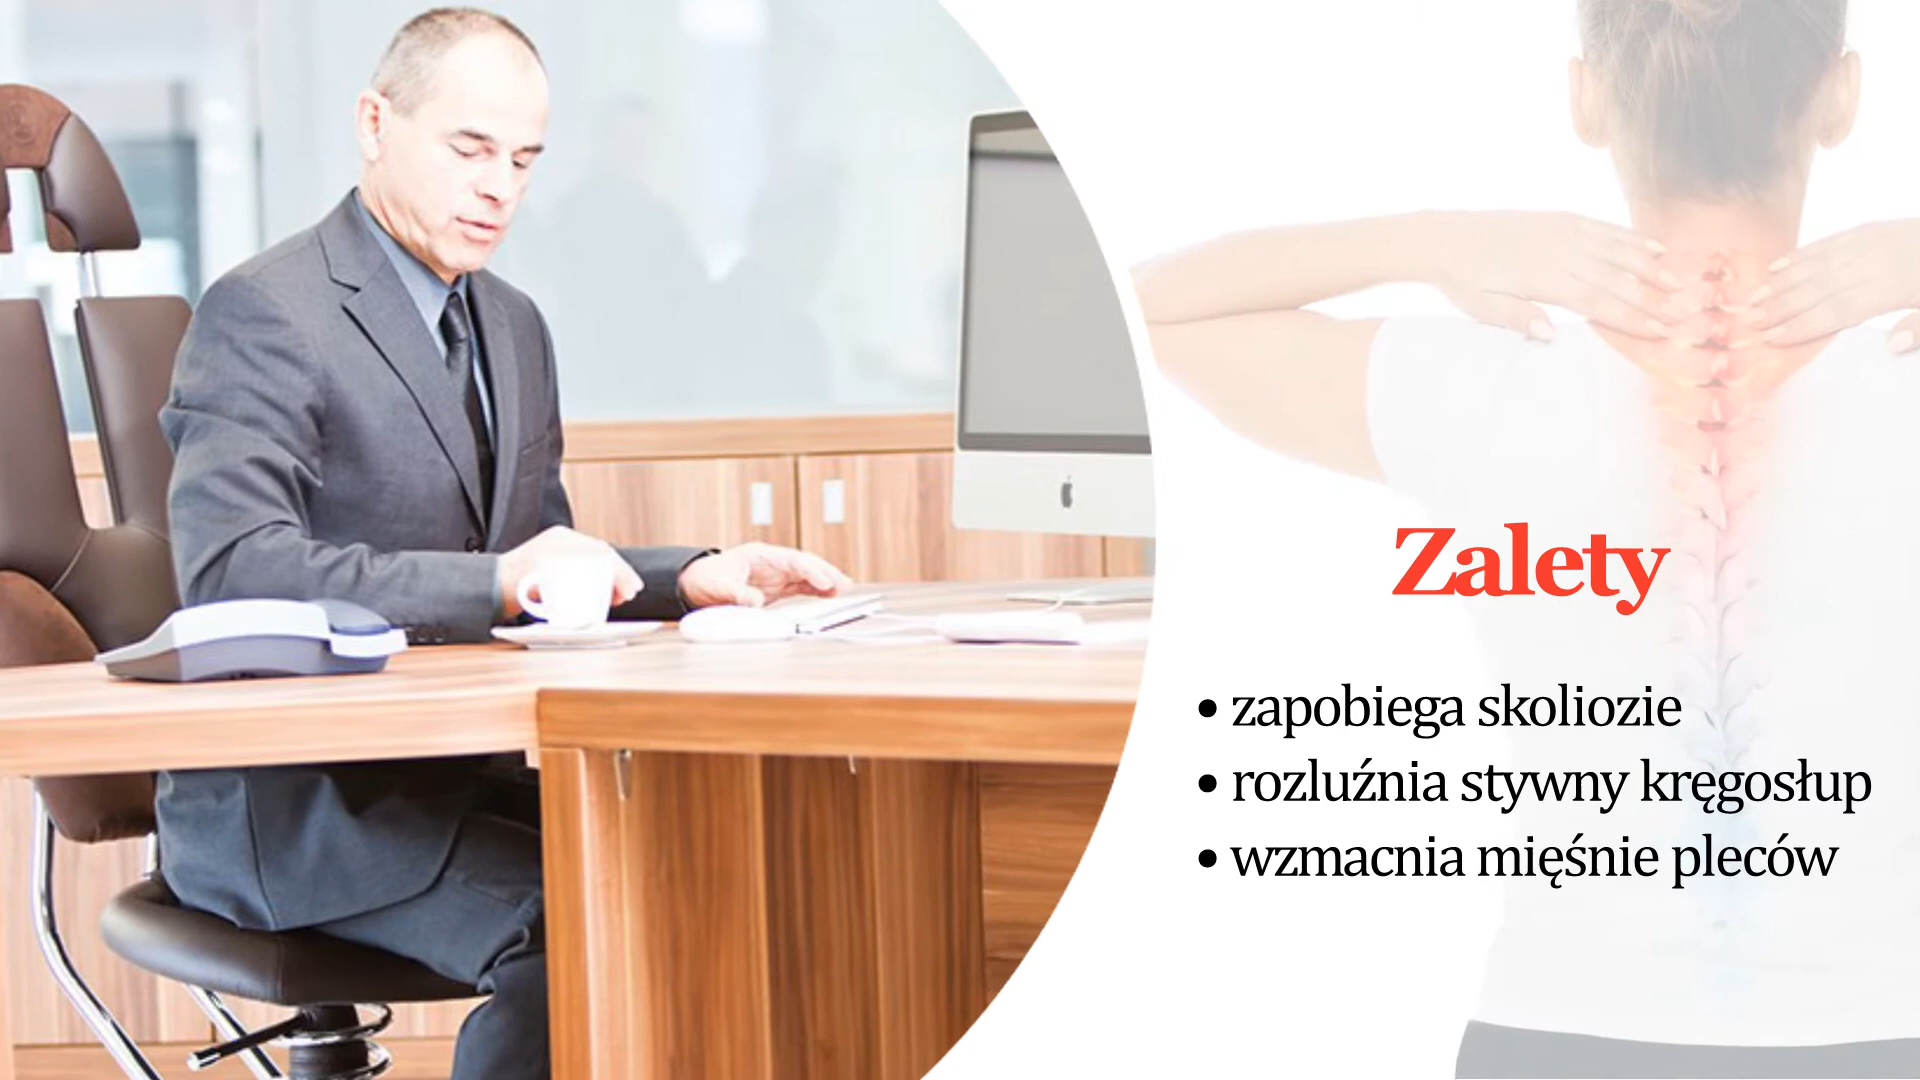 Zalety
• zapobiega skoliozie
• rozluźnia stywny kręgosłup
• wzmacnia mięśnie pleców